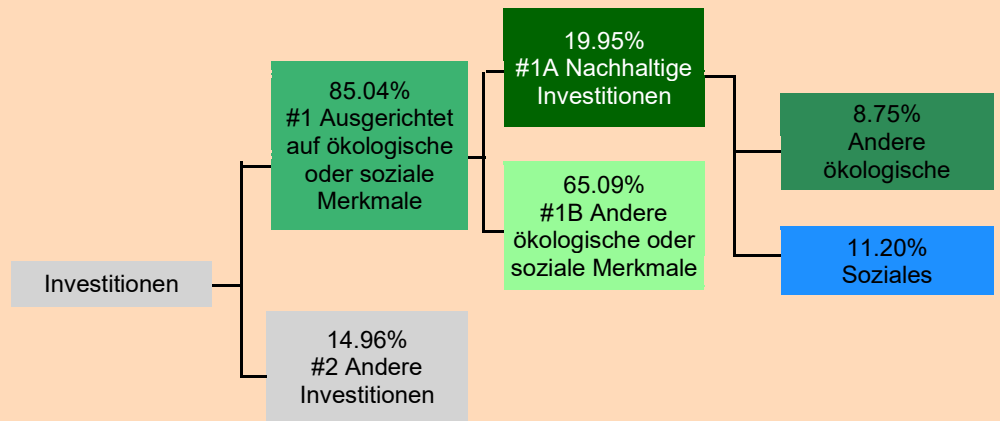 Investitionen
85.04%
#1 Ausgerichtet
auf ökologische
oder soziale
Merkmale
14.96%
#2 Andere
Investitionen
19.95%
#1A Nachhaltige
Investitionen
65.09%
#1B Andere
ökologische oder
soziale Merkmale
8.75%
Andere
ökologische
11.20%
Soziales